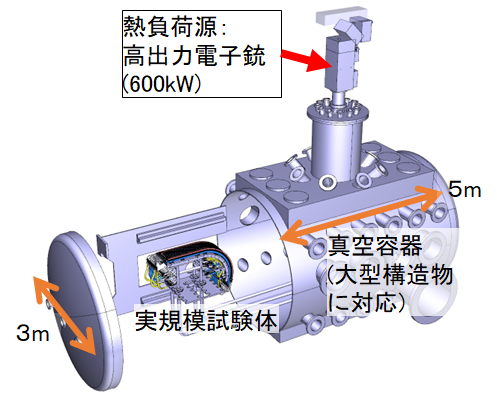 熱負荷源：
高出力電子銃
(600kW)
5m
真空容器
(大型構造物
に対応)
実規模試験体
3m